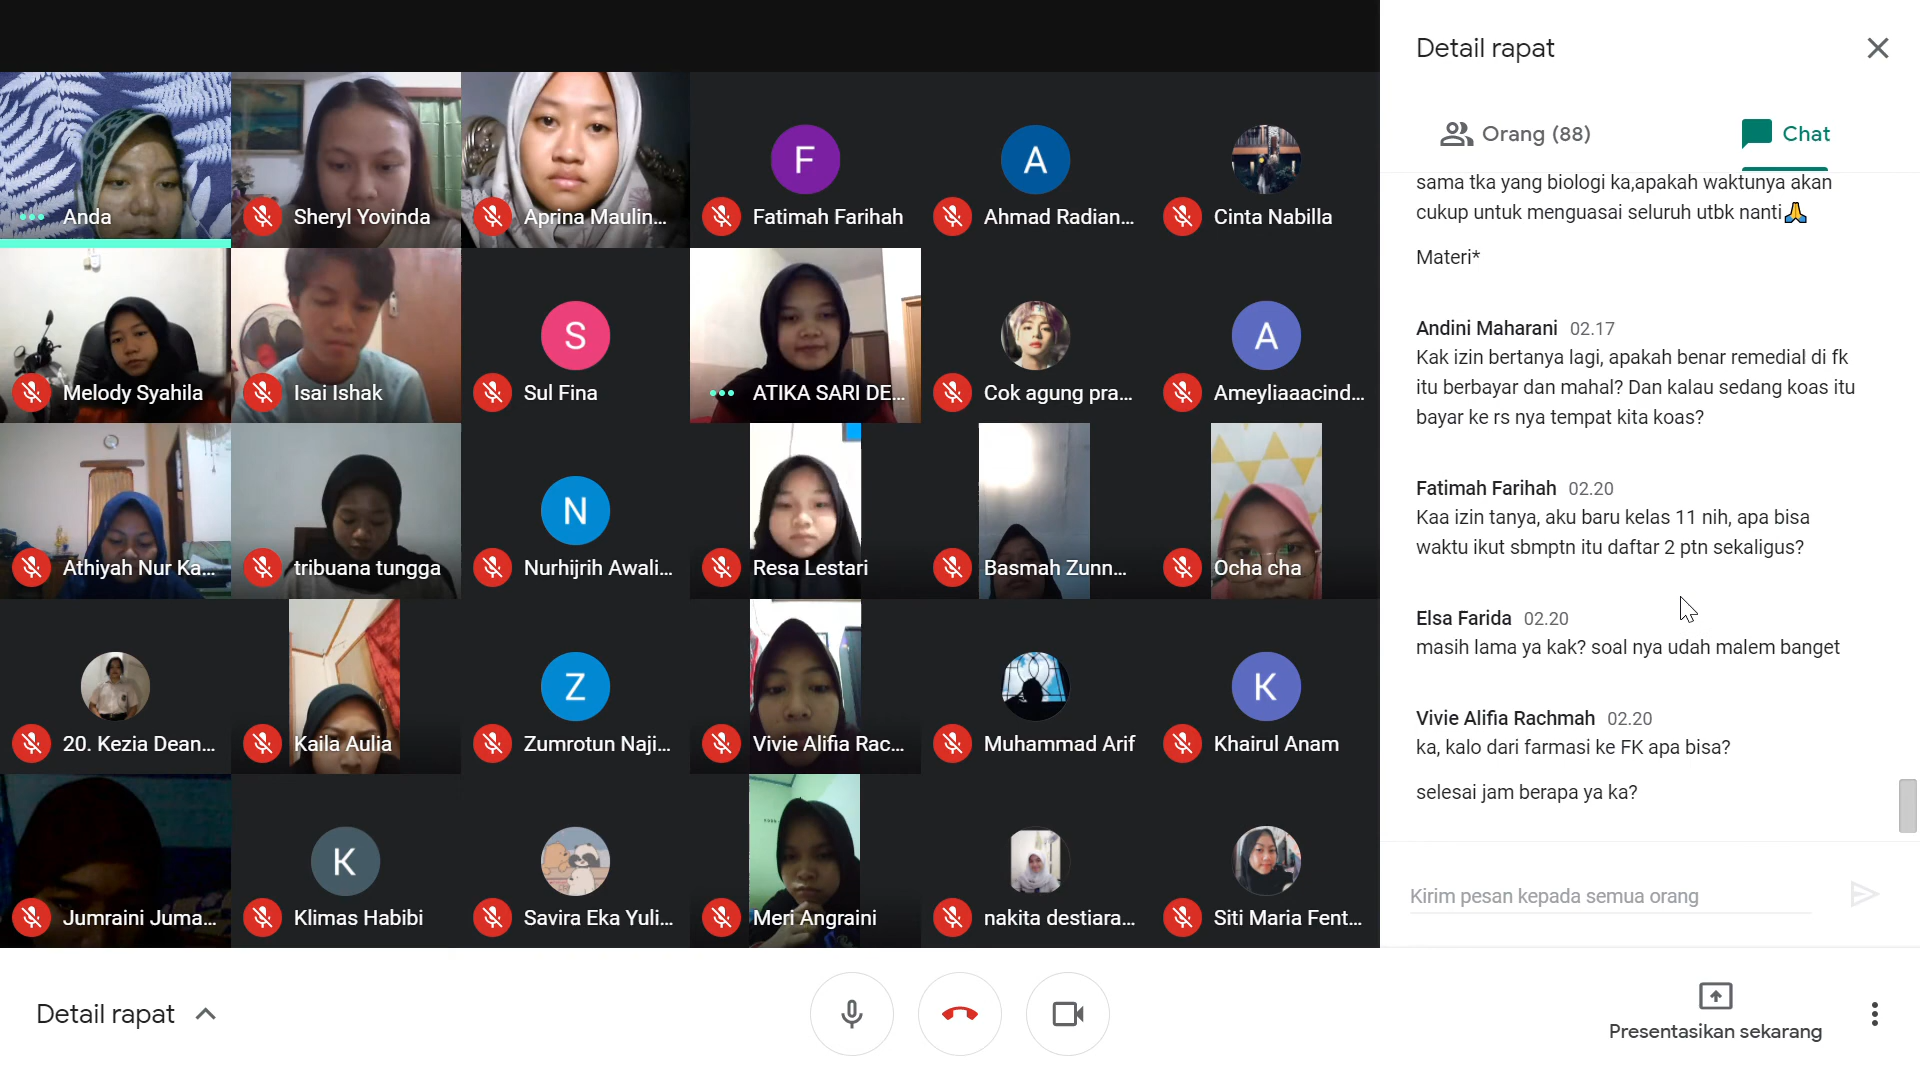 Anda
Sheryl Yovinda
Aprina Maulin...
F
Fatimah Farihah
A
Ahmad Radian...
Cinta Nabilla
Melody Syahila
Isai Ishak
S
Sul Fina
ATIKA SARI DE...
Cok agung pra...
A
Ameyliaaacind...
Athiyah Nur Ka...
tribuana tungga
N
Nurhijrih Awali...
Resa Lestari
Basmah Zunn...
Ocha cha
20. Kezia Dean...
Kaila Aulia
Z
Zumrotun Naji...
Vivie Alifia Rac...
Muhammad Arif
K
Khairul Anam
Jumraini Juma...
K
Klimas Habibi
Savira Eka Yuli...
Meri Angraini
nakita destiara...
Siti Maria Fent...
Detail rapat
Orang (88)
Chat
sama tka yang biologi ka,apakah waktunya akan
cukup untuk menguasai seluruh utbk nanti🙏
Materi*
Andini Maharani 02.17
Kak izin bertanya lagi, apakah benar remedial di fk
itu berbayar dan mahal? Dan kalau sedang koas itu
bayar ke rs nya tempat kita koas?
Fatimah Farihah 02.20
Kaa izin tanya, aku baru kelas 11 nih, apa bisa
waktu ikut sbmptn itu daftar 2 ptn sekaligus?
Elsa Farida 02.20
masih lama ya kak? soal nya udah malem banget
Vivie Alifia Rachmah 02.20
ka, kalo dari farmasi ke FK apa bisa?
selesai jam berapa ya ka?
Kirim pesan kepada semua orang
Detail rapat
Presentasikan sekarang